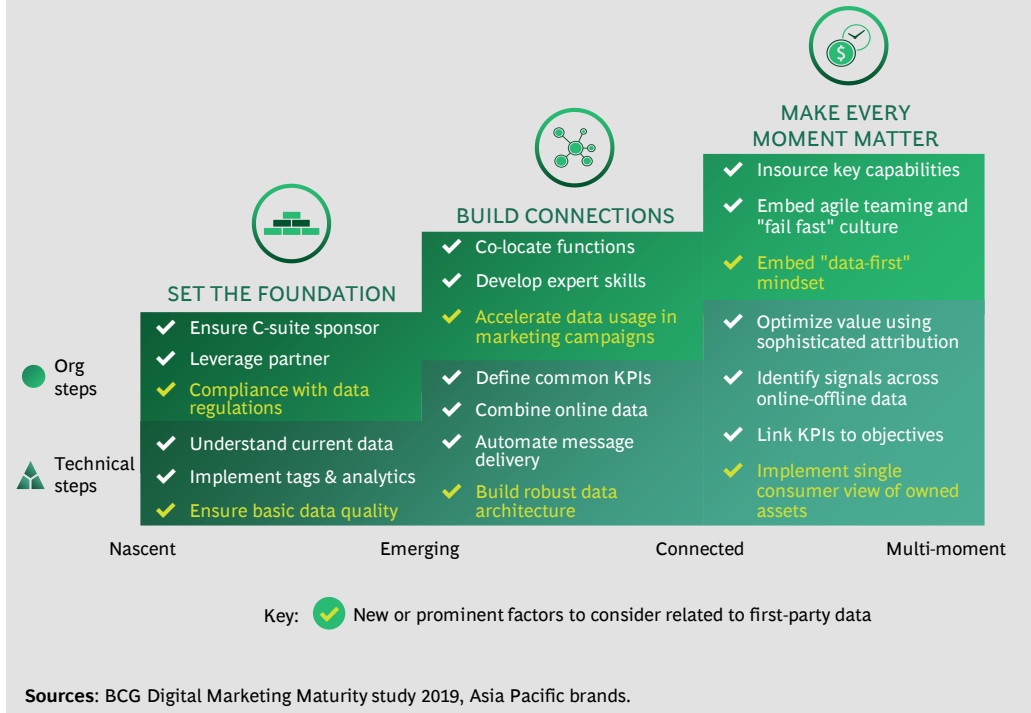 SET THE FOUNDATION
Ensure C-suite sponsor
Leverage partner
Compliance with data
regulations
Understand current data
Implement tags & analytics
Ensure basic data quality
BUILD CONNECTIONS
Co-locate functions
Develop expert skills
Accelerate data usage in
marketing campaigns
Define common KPIs
Combine online data
Automate message
delivery
Build robust data
architecture
MAKE EVERY
MOMENT MATTER
Insource key capabilities
Embed agile teaming and
"fail fast" culture
Embed "data-first"
mindset
Optimize value using
sophisticated attribution
Identify signals across
online-offline data
Link KPIs to objectives
Implement single
consumer view of owned
assets
Org
steps
Technical
steps
Nascent
Emerging
Connected
Multi-moment
Key: New or prominent factors to consider related to first-party data
Sources: BCG Digital Marketing Maturity study 2019, Asia Pacific brands.
$